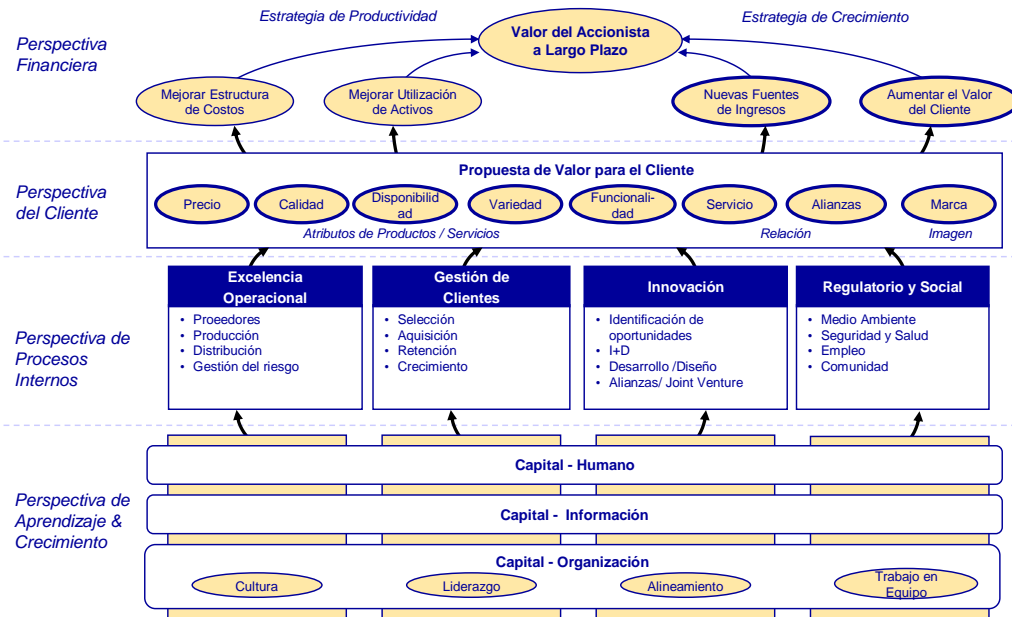 Estrategia de Productividad
Estrategia de Crecimiento
Valor del Accionista
a Largo Plazo
Perspectiva
Financiera
Mejorar Estructura
de Costos
Mejorar Utilización
de Activos
Nuevas Fuentes
de Ingresos
Aumentar el Valor
del Cliente
Propuesta de Valor para el Cliente
Perspectiva
del Cliente
Precio
Calidad
Disponibilid
ad
Variedad
Funcionali-
dad
Servicio
Alianzas
Marca
Atributos de Productos / Servicios
Relación
Imagen
Perspectiva de
Procesos
Internos
Excelencia
Operacional
• Proeedores
• Producción
• Distribución
• Gestión del riesgo
Gestión de
Clientes
• Selección
• Aquisición
• Retención
• Crecimiento
Innovación
• Identificación de
oportunidades
• I+D
• Desarrollo /Diseño
• Alianzas/ Joint Venture
Regulatorio y Social
• Medio Ambiente
• Seguridad y Salud
• Empleo
• Comunidad
Perspectiva de
Aprendizaje &
Crecimiento
Capital - Humano
Capital - Información
Capital - Organización
Cultura
Liderazgo
Alineamiento
Trabajo en
Equipo